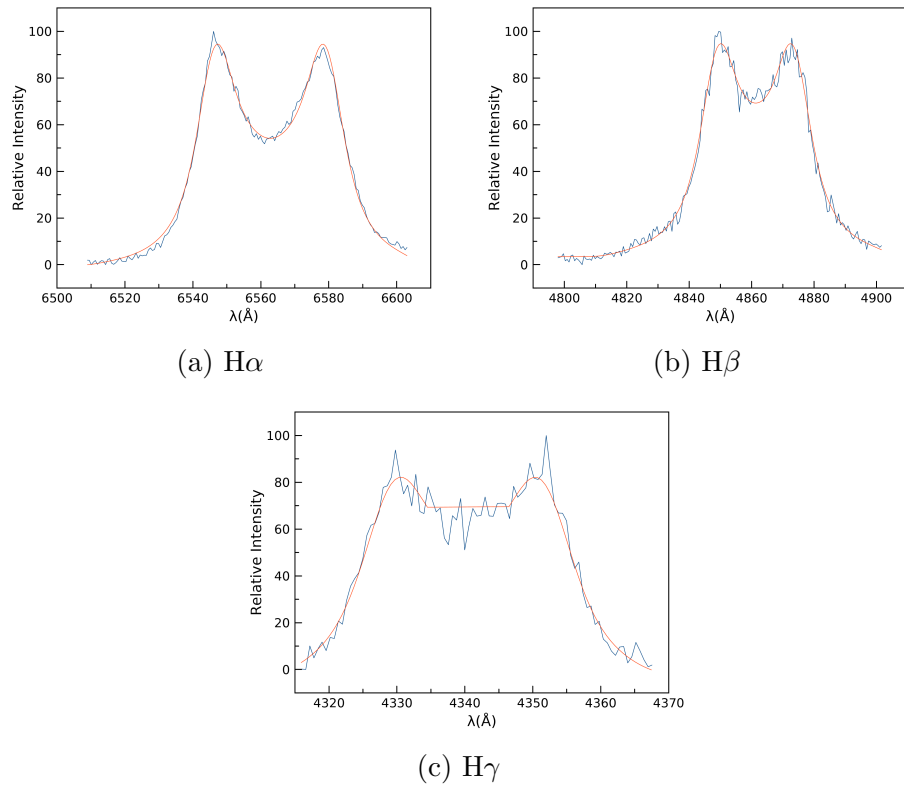 100
80
60
40
20
0
Relative Intensity
6500 6520 6540 6560 6580 6600
λ(Å)
(a) Hα
100
80
60
40
20
0
Relative Intensity
4800 4820 4840 4860 4880 4900
λ(Å)
(b) Hβ
100
80
60
40
20
0
Relative Intensity
4320 4330 4340 4350 4360 4370
λ(Å)
(c) Hγ